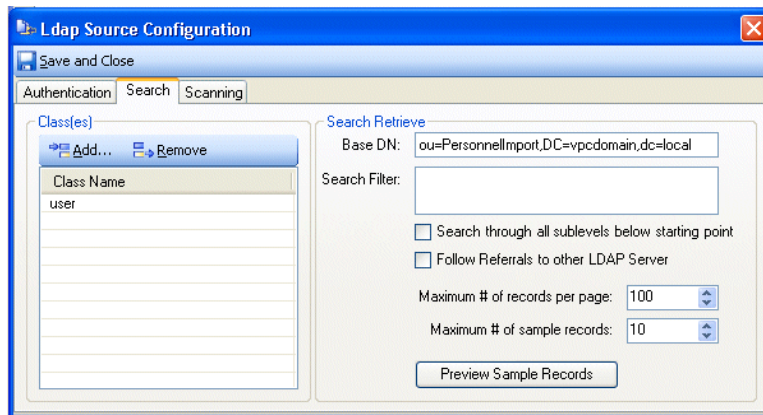 Ldap Source Configuration
Save and Close
Authentication Search Scanning
Class(es)
Add... Remove
Class Name
user
Search Retrieve
Base DN: ou=PersonnelImport,DC=vpcdomain,dc=local
Search Filter:
Search through all sublevels below starting point
Follow Referrals to other LDAP Server
Maximum # of records per page: 100
Maximum # of sample records: 10
Preview Sample Records